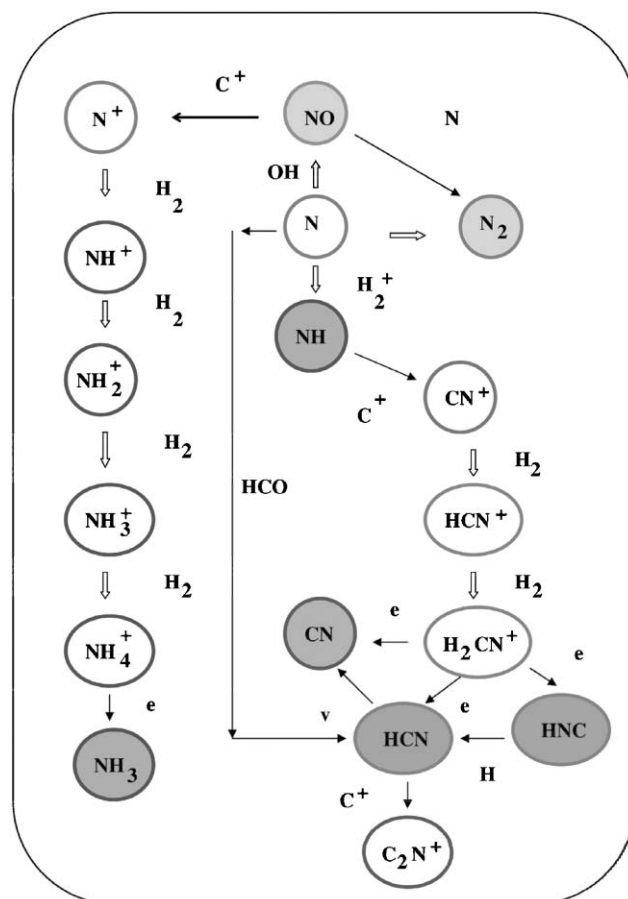 C+
N+
NO
N
OH
H2
N
N2
NH+
H2+
H2
NH
NH2+
CN+
C+
H2
H2
HCO
NH3+
HCN+
H2
H2
CN
e
NH4+
H2CN+
e
e
v
e
HCN
HNC
NH3
H
C+
C2N+